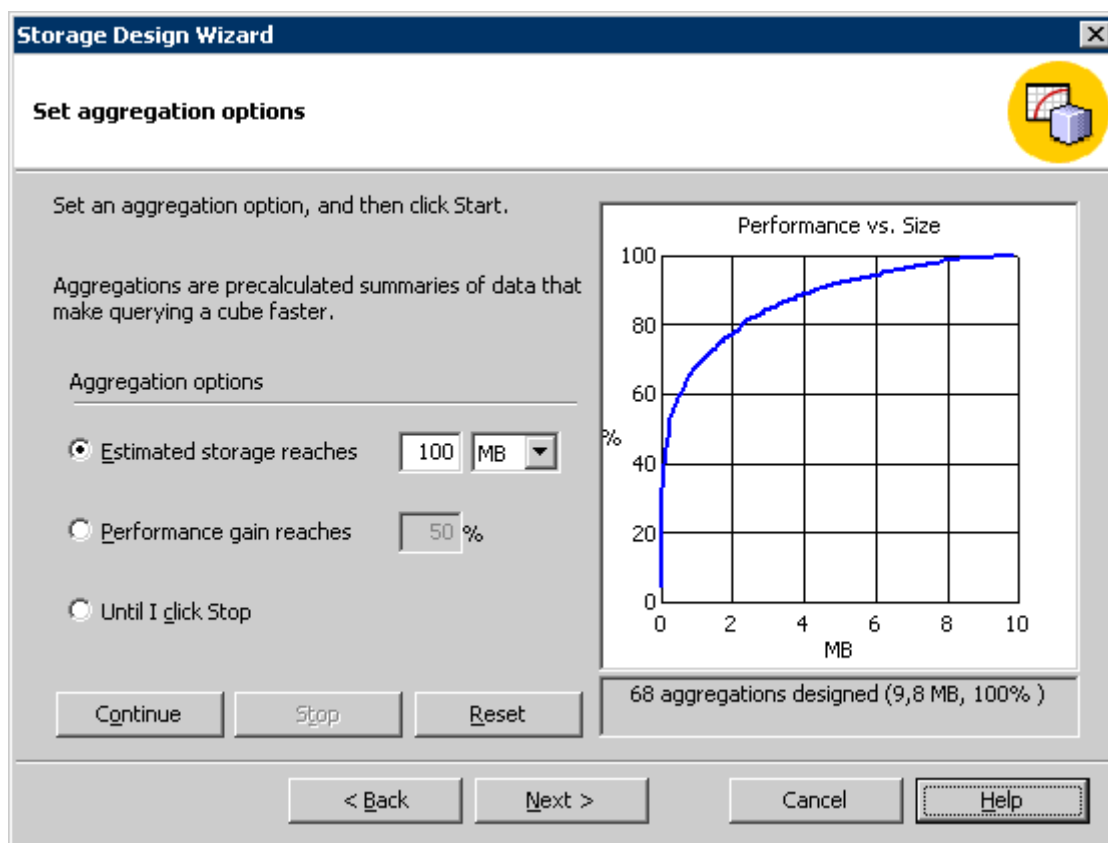 Storage Design Wizard
Set aggregation options
Set an aggregation option, and then click Start.
Aggregations are precalculated summaries of data that
make querying a cube faster.
Aggregation options
Estimated storage reaches 100 MB
Performance gain reaches 50 %
Until I click Stop
Continue Stop Reset
Performance vs. Size
100
80
60
%
40
20
0
0 2 4 6 8 10
MB
68 aggregations designed (9,8 MB, 100% )
< Back Next > Cancel Help